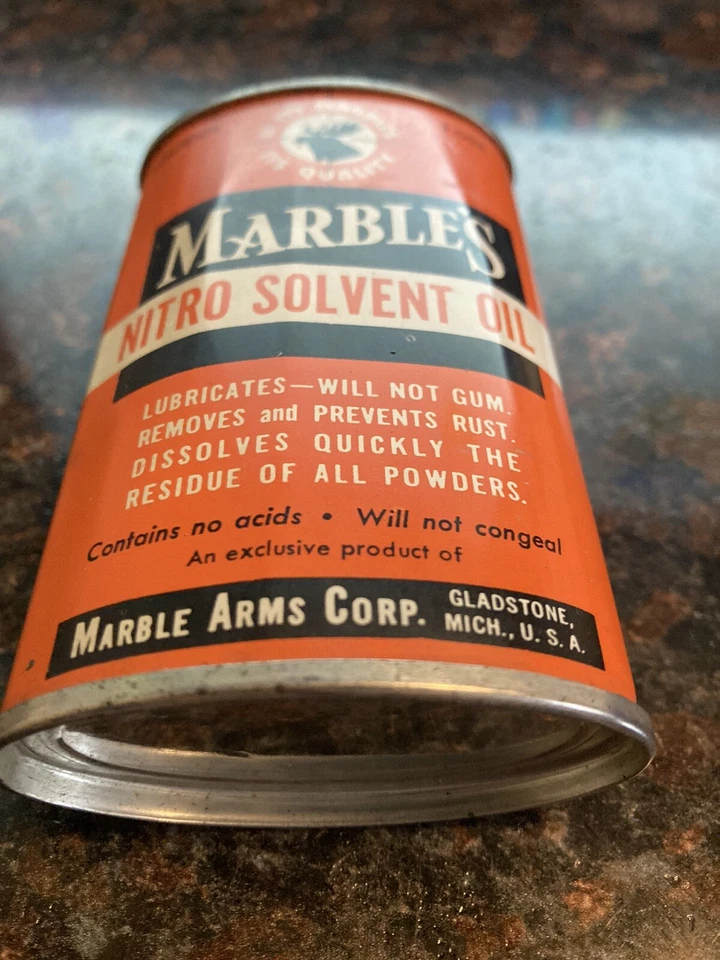 QUALITY
MARBLE'S
NITRO SOLVENT OIL
LUBRICATES—WILL NOT GUM.
REMOVES and PREVENTS RUST.
DISSOLVES QUICKLY THE
RESIDUE OF ALL POWDERS.
Contains no acids • Will not congeal
An exclusive product of
MARBLE ARMS CORP. GLADSTONE,
MICH., U. S. A.